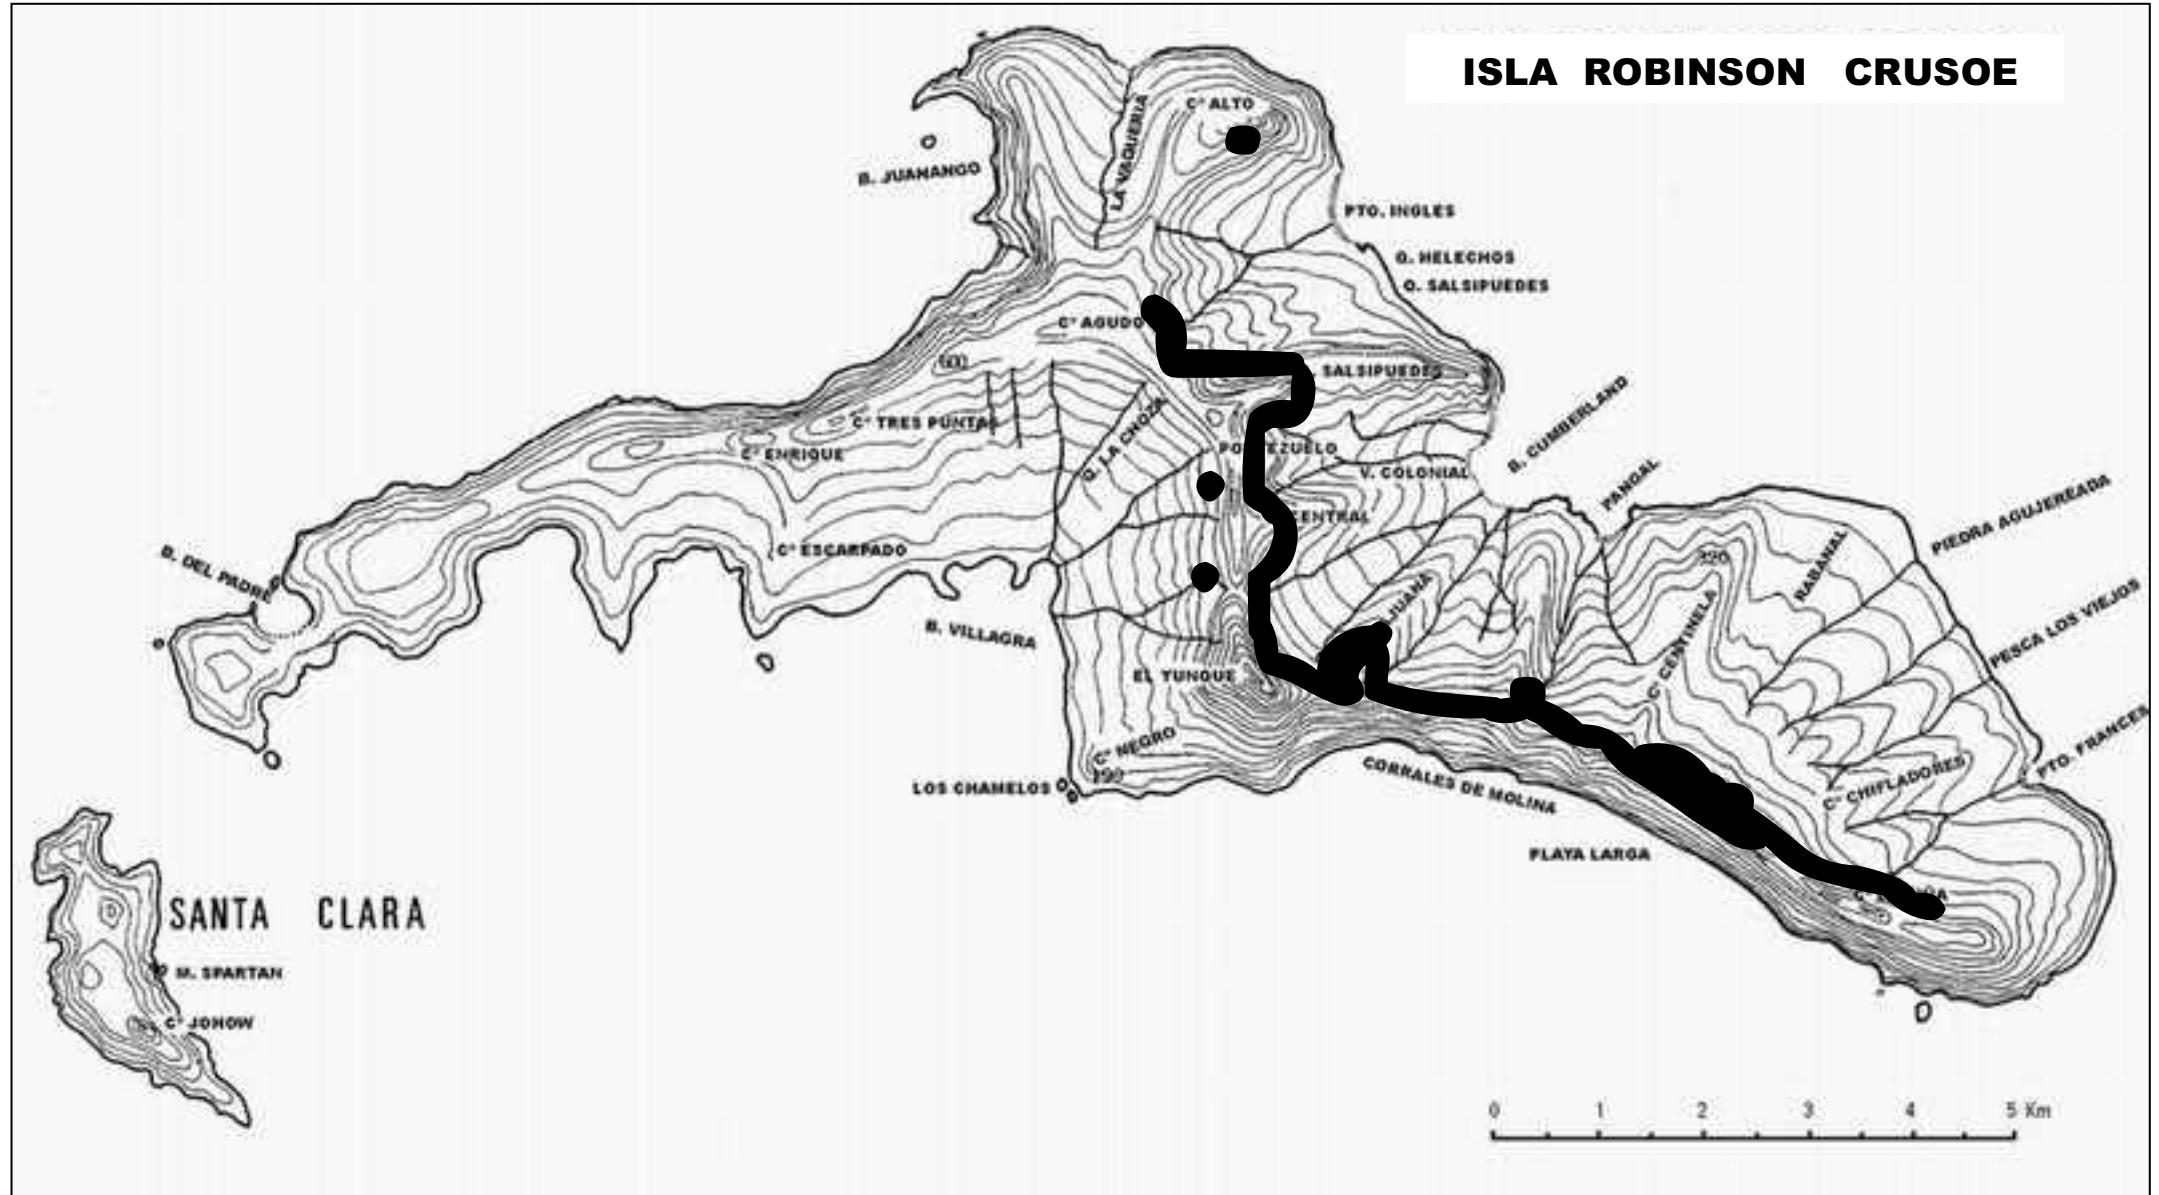 ISLA ROBINSON CRUSOE
Cº ALTO
LA VAQUERIA
B. JUANANGO
PTO. INGLES
Q. HELECHOS
Q. SALSIPUEDES
Cº AGUDO
600
SALSIPUEDES
Cº TRES PUNTAS
Cº ENRIQUE
Q. LA CHOZA
B. CUMBERLAND
V. COLONIAL
PANGAL
CENTRAL
PIEDRA AGUJEREADA
Cº ESCARPADO
B. DEL PADRE
RABANAL
JUANA
Cº CENTINELA
PESCA LOS VIEJOS
B. VILLAGRA
EL YUNQUE
Cº NEGRO
190
PTO. FRANCES
LOS CHAMELOS
CORRALES DE MOLINA
Cº CHIFLADORES
PLAYA LARGA
SANTA CLARA
M. SPARTAN
Cº JOHOW
0 1 2 3 4 5 Km